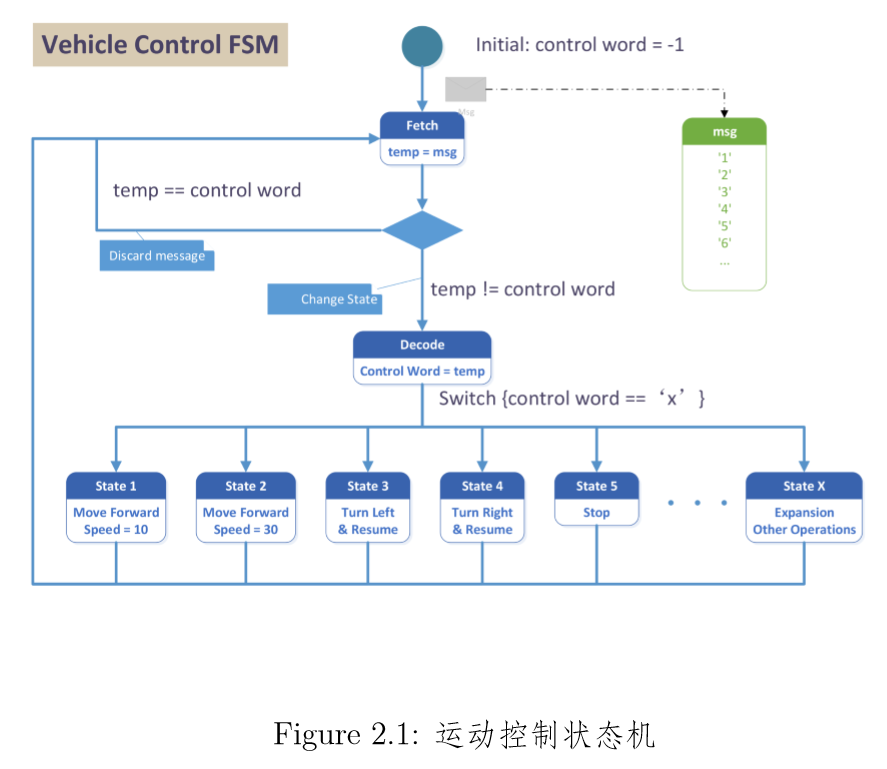 Vehicle Control FSM
Initial: control word = -1
Msg
Fetch
temp = msg
msg
'1'
'2'
'3'
'4'
'5'
'6'
...
temp == control word
Discard message
Change State
temp != control word
Decode
Control Word = temp
Switch {control word == ‘x’ }
State 1
Move Forward
Speed = 10
State 2
Move Forward
Speed = 30
State 3
Turn Left
& Resume
State 4
Turn Right
& Resume
State 5
Stop
. . .
State X
Expansion
Other Operations
Figure 2.1: 运动控制状态机